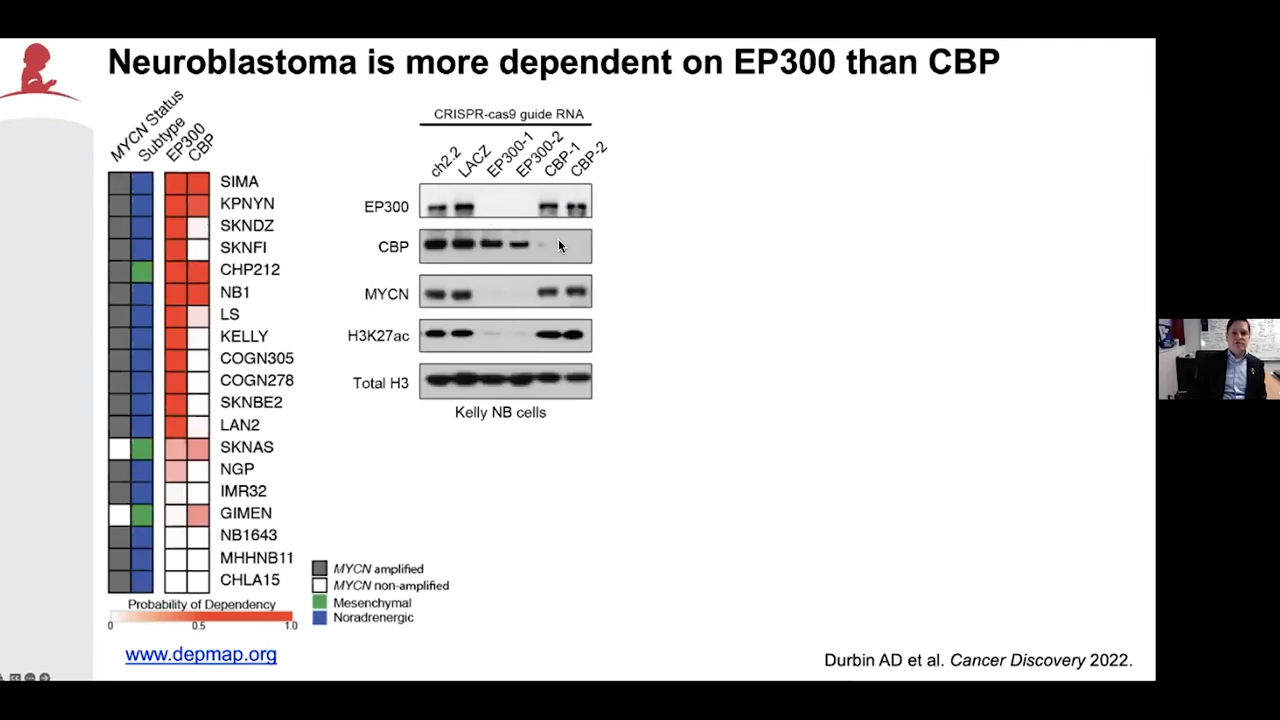 Neuroblastoma is more dependent on EP300 than CBP
MYCN Status
Subtype
EP300
CBP
SIMA
KPNYN
SKNDZ
SKNFI
CHP212
NB1
LS
KELLY
COGN305
COGN278
SKNBE2
LAN2
SKNAS
NGP
IMR32
GIMEN
NB1643
MHHNB11
CHLA15
Probability of Dependency
0 0.5 1.0
MYCN amplified
MYCN non-amplified
Mesenchymal
Noradrenergic
www.depmap.org
CRISPR-cas9 guide RNA
ch2.2
LACZ
EP300-1
EP300-2
CBP-1
CBP-2
EP300
CBP
MYCN
H3K27ac
Total H3
Kelly NB cells
Durbin AD et al. Cancer Discovery 2022.